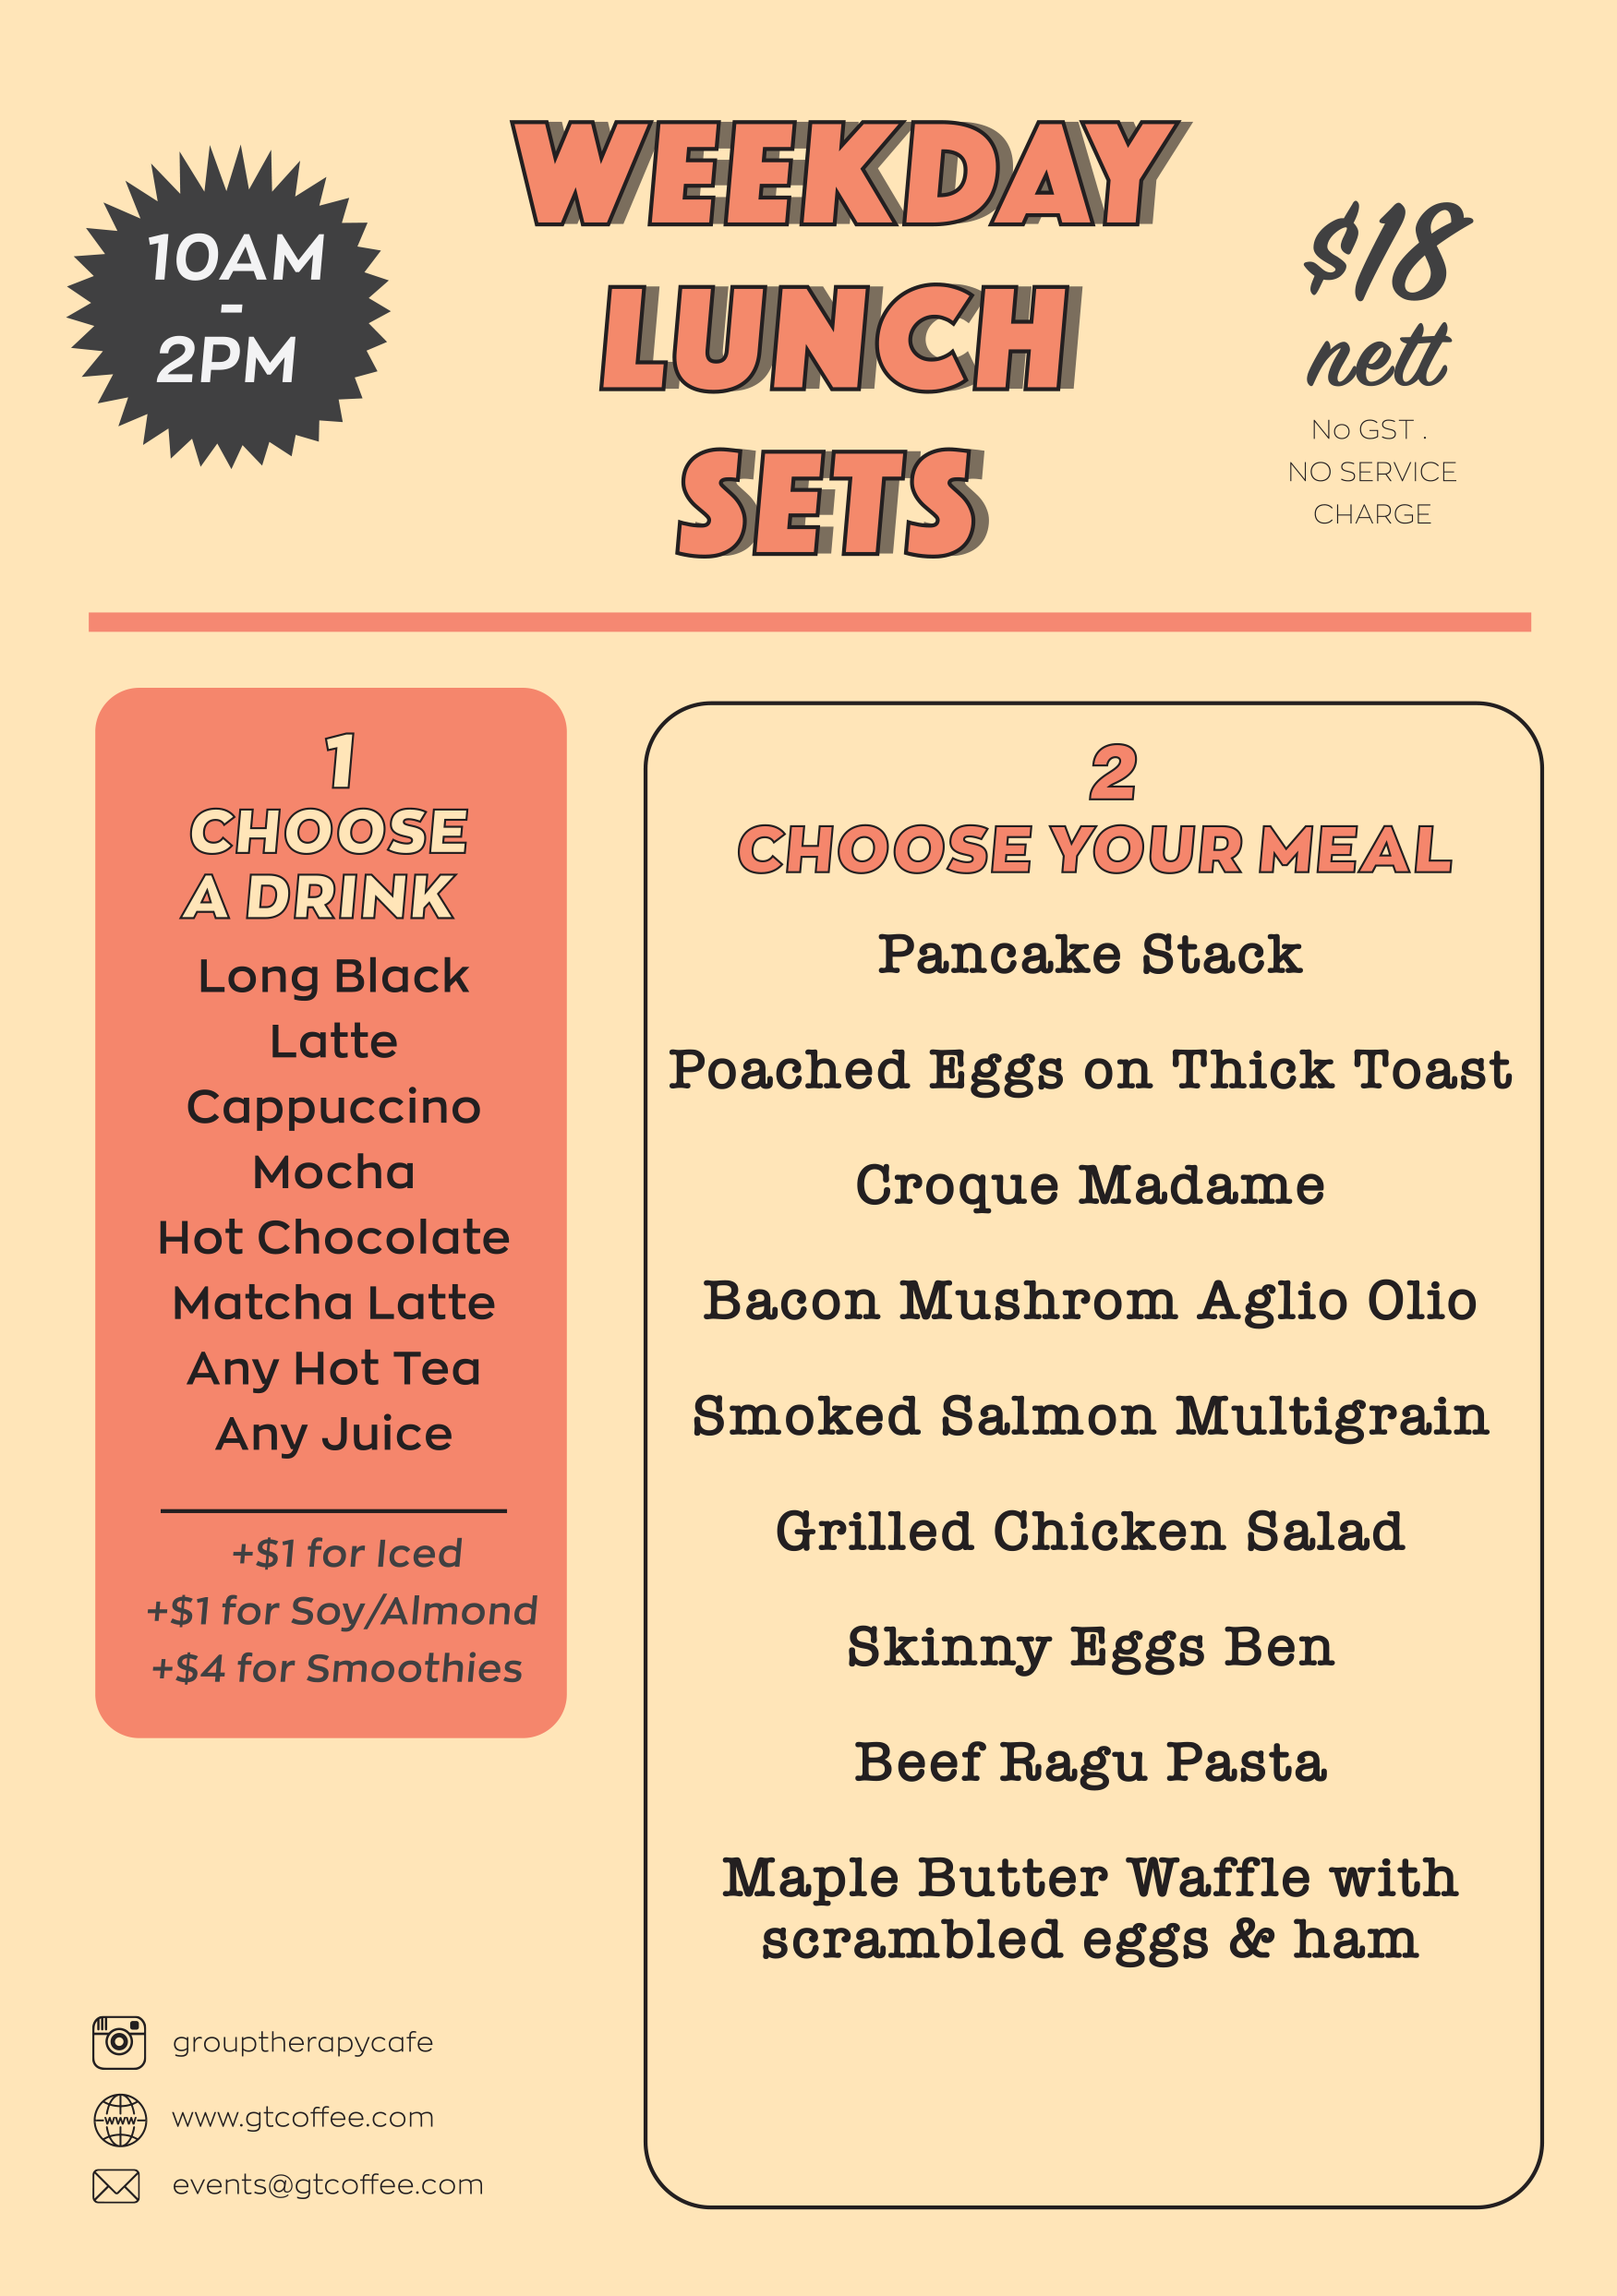 10AM
-
2PM
WEEKDAY
LUNCH
SETS
$18
nett
No GST .
NO SERVICE
CHARGE
1
CHOOSE
A DRINK
Long Black
Latte
Cappuccino
Mocha
Hot Chocolate
Matcha Latte
Any Hot Tea
Any Juice
+$1 for Iced
+$1 for Soy/Almond
+$4 for Smoothies
2
CHOOSE YOUR MEAL
Pancake Stack
Poached Eggs on Thick Toast
Croque Madame
Bacon Mushrom Aglio Olio
Smoked Salmon Multigrain
Grilled Chicken Salad
Skinny Eggs Ben
Beef Ragu Pasta
Maple Butter Waffle with
scrambled eggs & ham
grouptherapycafe
www
www.gtcoffee.com
events@gtcoffee.com